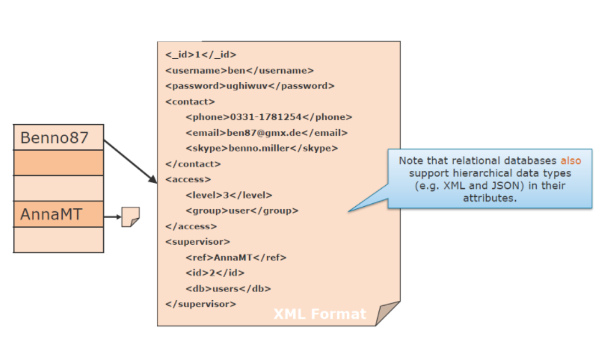 Benno87
AnnaMT
<_id>1</_id>
<username>ben</username>
<password>ughiwuv</password>
<contact>
<phone>0331-1781254</phone>
<email>ben87@gmx.de</email>
<skype>benno.miller</skype>
</contact>
<access>
<level>3</level>
<group>user</group>
</access>
<supervisor>
<ref>AnnaMT</ref>
<id>2</id>
<db>users</db>
</supervisor>
XML Format
Note that relational databases also
support hierarchical data types
(e.g. XML and JSON) in their
attributes.